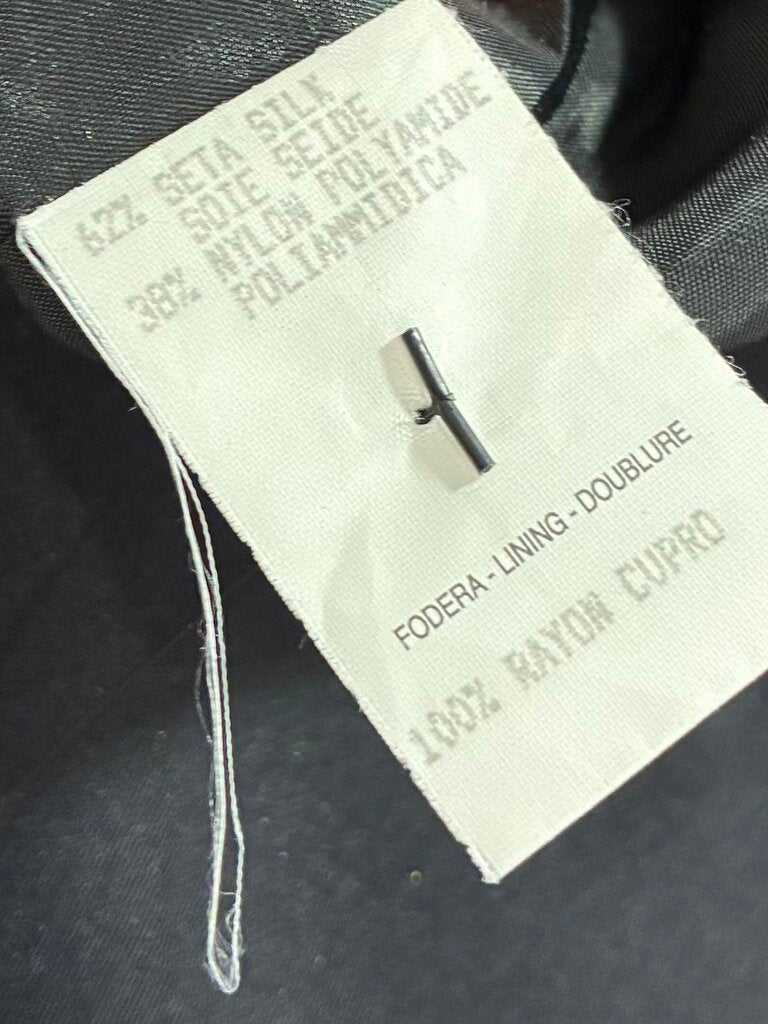 62% SETA SILK
SOIE SEIDE
38% NYLON POLYAMIDE
POLIAMMIDICA
FODERA - LINING - DOUBLURE
100% RAYON CUPRO